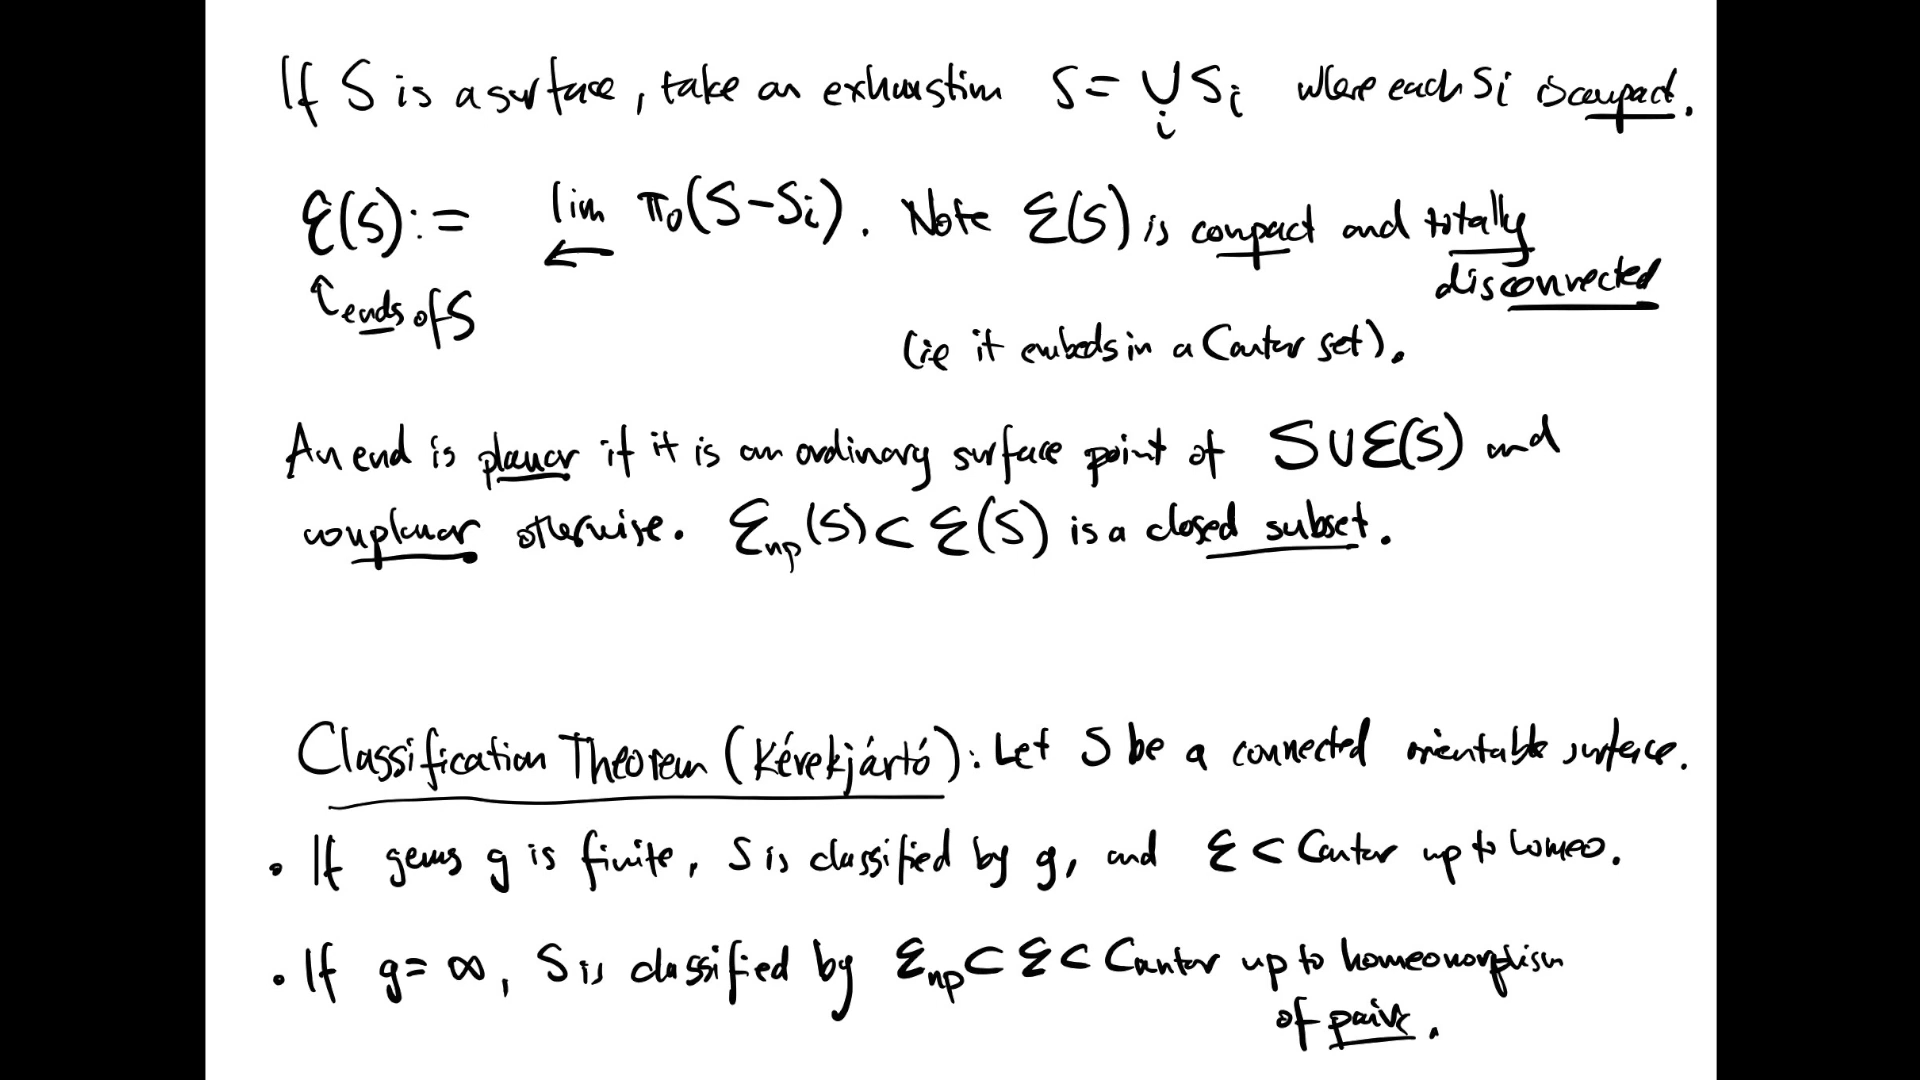 If S is a surface, take an exhaustion S = ∪ Si where each Si is compact.
i
ℰ(S) := lim π₀(S−Si). Note ℰ(S) is compact and totally
←
disconnected
↑ ends of S
(ie it embeds in a Cantor set).
An end is planar if it is an ordinary surface point of S∪ℰ(S) and
nonplanar otherwise. ℰnp(S) ⊂ ℰ(S) is a closed subset.
Classification Theorem (Kérekjártó): Let S be a connected orientable surface.
• If genus g is finite, S is classified by g, and ℰ ⊂ Cantor up to homeo.
• If g = ∞, S is classified by ℰnp ⊂ ℰ ⊂ Cantor up to homeomorphism
of pairs.